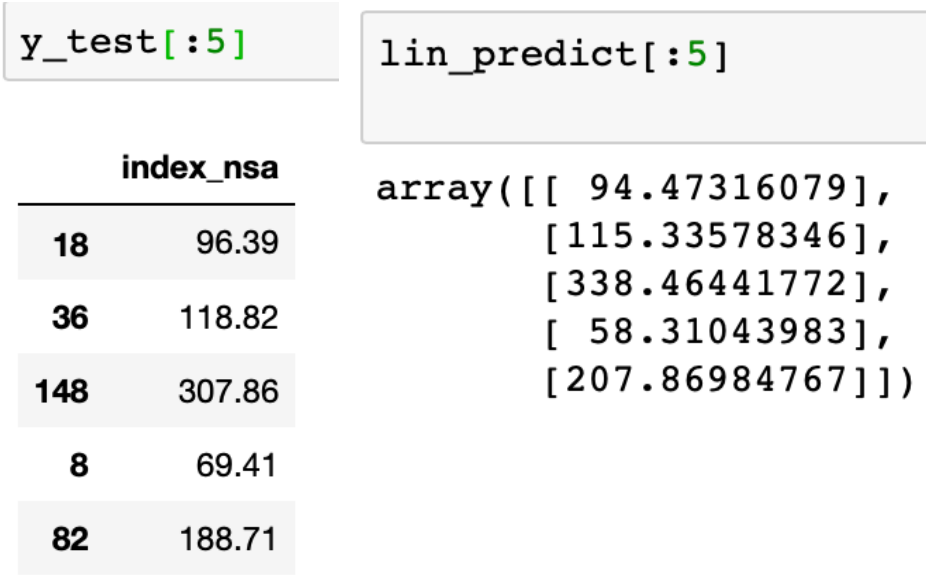 y_test[:5]
index_nsa
18 96.39
36 118.82
148 307.86
8 69.41
82 188.71
lin_predict[:5]
array([[ 94.47316079],
[115.33578346],
[338.46441772],
[ 58.31043983],
[207.86984767]])